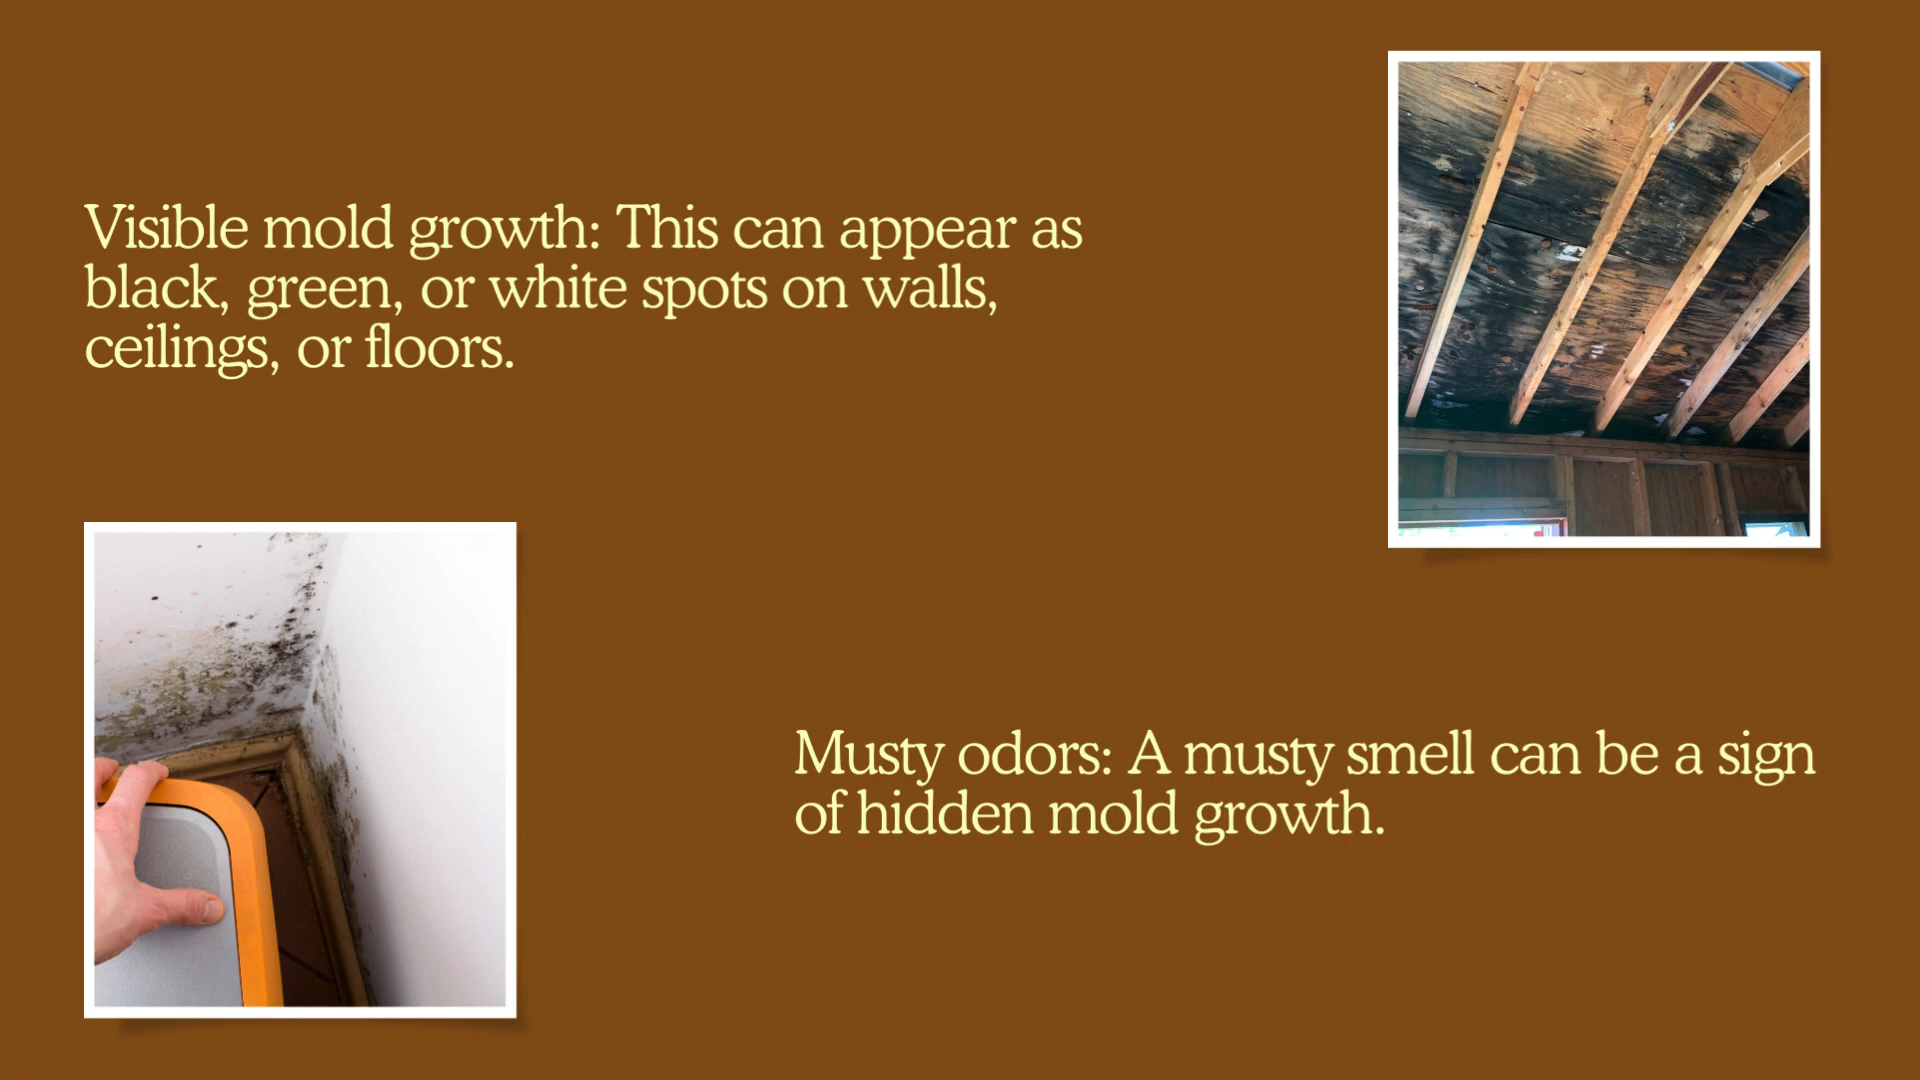 Visible mold growth: This can appear as
black, green, or white spots on walls,
ceilings, or floors.
Musty odors: A musty smell can be a sign
of hidden mold growth.